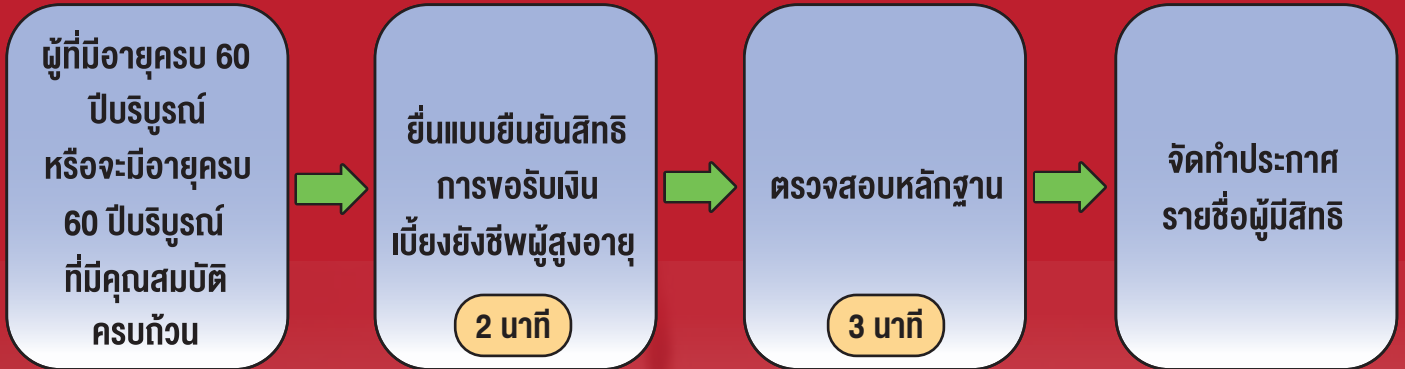 ผู้ที่มีอายุครบ 60
ปีบริบูรณ์
หรือจะมีอายุครบ
60 ปีบริบูรณ์
ที่มีคุณสมบัติ
ครบถ้วน
ยื่นแบบยืนยันสิทธิ
การขอรับเงิน
เบี้ยงยังชีพผู้สูงอายุ
2 นาที
ตรวจสอบหลักฐาน
3 นาที
จัดทำประกาศ
รายชื่อผู้มีสิทธิ